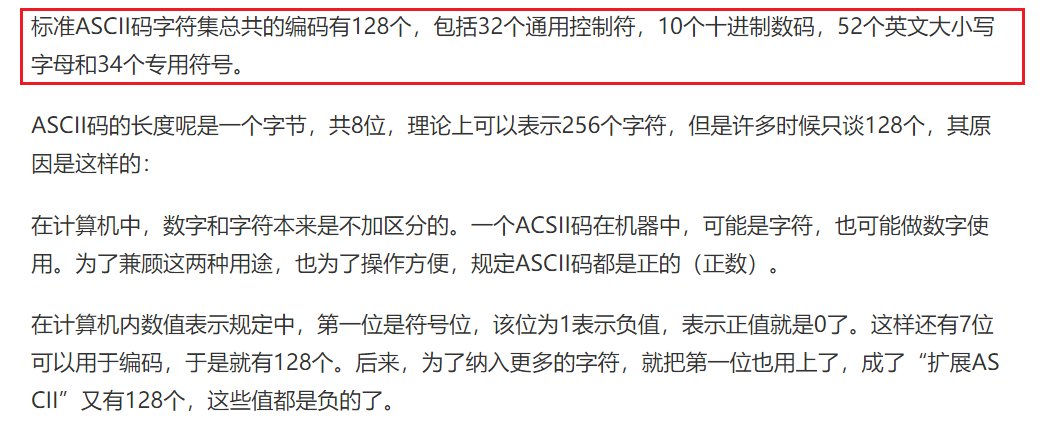 标准ASCII码字符集总共的编码有128个，包括32个通用控制符，10个十进制数码，52个英文大小写
字母和34个专用符号。
ASCII码的长度呢是一个字节，共8位，理论上可以表示256个字符，但是许多时候只谈128个，其原
因是这样的：
在计算机中，数字和字符本来是不加区分的。一个ACSII码在机器中，可能是字符，也可能做数字使
用。为了兼顾这两种用途，也为了操作方便，规定ASCII码都是正的（正数）。
在计算机内数值表示规定中，第一位是符号位，该位为1表示负值，表示正值就是0了。这样还有7位
可以用于编码，于是就有128个。后来，为了纳入更多的字符，就把第一位也用上了，成了“扩展AS
CII”又有128个，这些值都是负的了。